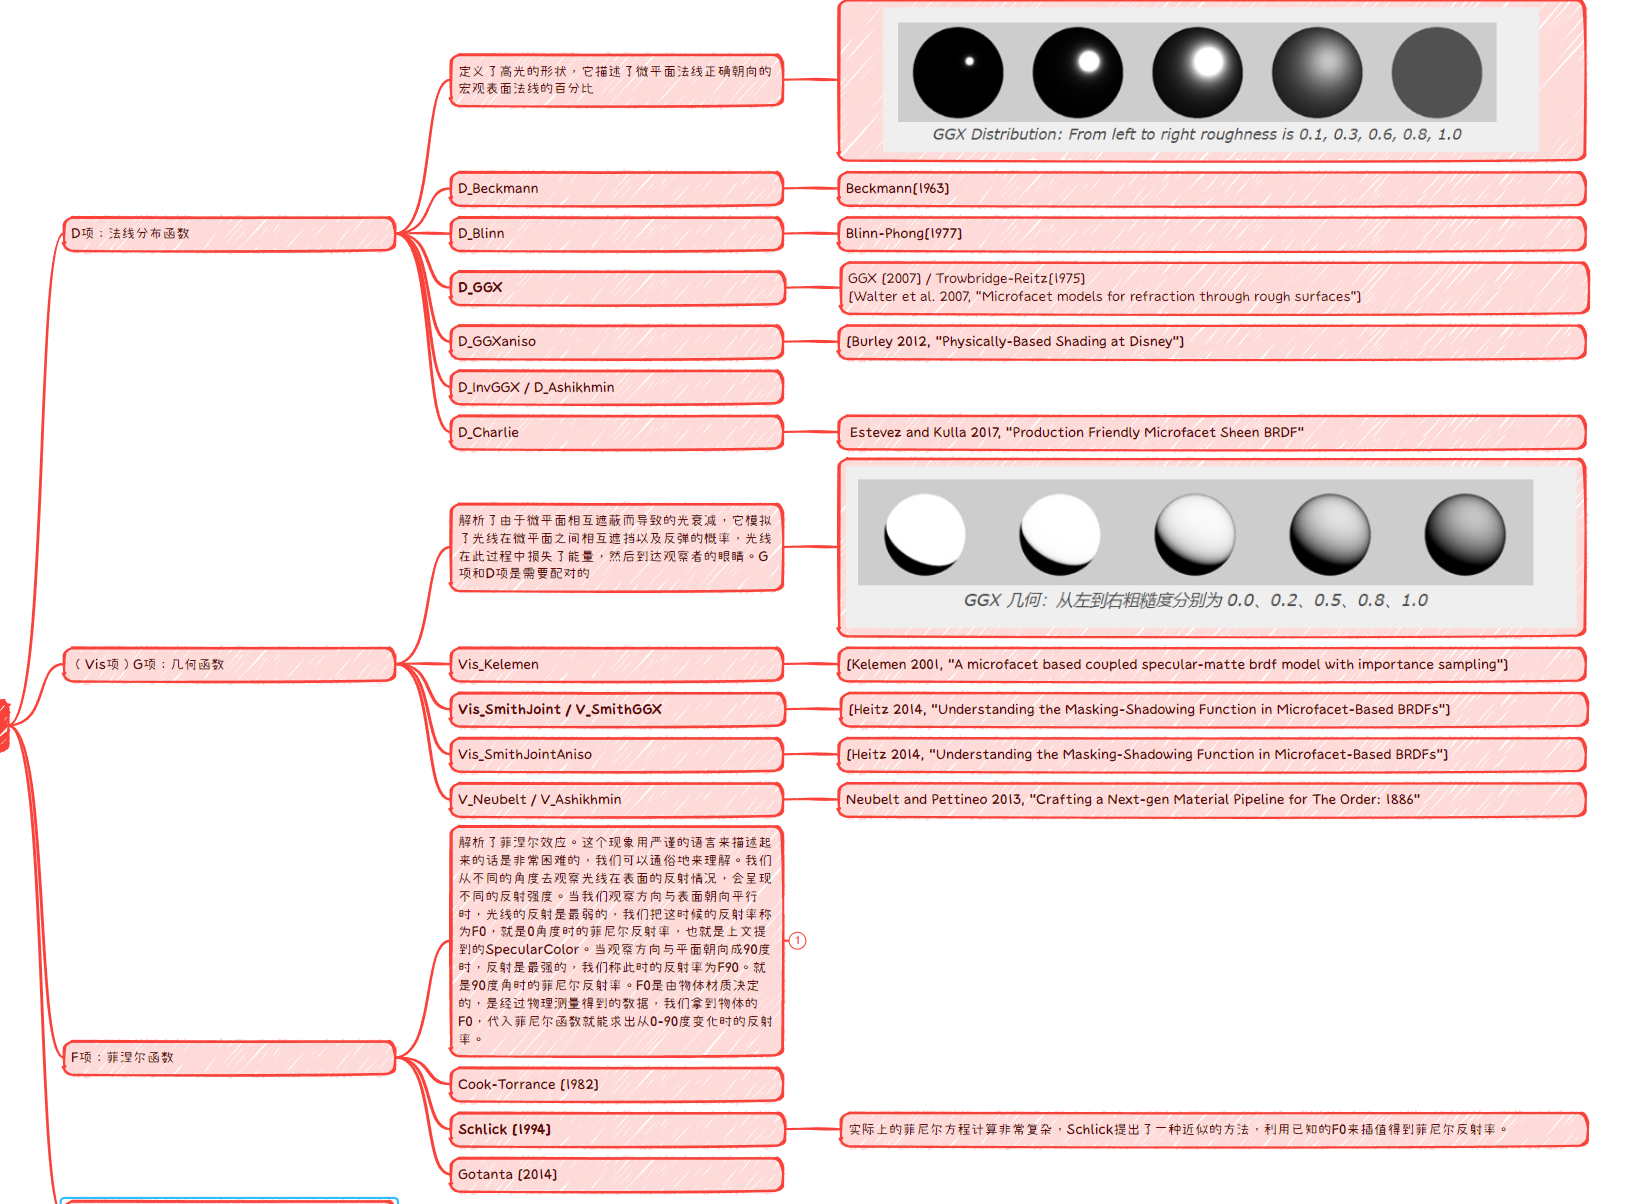 D项：法线分布函数
定义了高光的形状，它描述了微平面法线正确朝向的
宏观表面法线的百分比
GGX Distribution: From left to right roughness is 0.1, 0.3, 0.6, 0.8, 1.0
D_Beckmann
Beckmann[1963]
D_Blinn
Blinn-Phong[1977]
D_GGX
GGX [2007] / Trowbridge-Reitz[1975]
[Walter et al. 2007, "Microfacet models for refraction through rough surfaces"]
D_GGXaniso
[Burley 2012, "Physically-Based Shading at Disney"]
D_InvGGX / D_Ashikhmin
D_Charlie
Estevez and Kulla 2017, "Production Friendly Microfacet Sheen BRDF"
（Vis项）G项：几何函数
解析了由于微平面相互遮蔽而导致的光衰减，它模拟
了光线在微平面之间相互遮挡以及反弹的概率，光线
在此过程中损失了能量，然后到达观察者的眼睛。G
项和D项是需要配对的
GGX 几何：从左到右粗糙度分别为 0.0、0.2、0.5、0.8、1.0
Vis_Kelemen
[Kelemen 2001, "A microfacet based coupled specular-matte brdf model with importance sampling"]
Vis_SmithJoint / V_SmithGGX
[Heitz 2014, "Understanding the Masking-Shadowing Function in Microfacet-Based BRDFs"]
Vis_SmithJointAniso
[Heitz 2014, "Understanding the Masking-Shadowing Function in Microfacet-Based BRDFs"]
V_Neubelt / V_Ashikhmin
Neubelt and Pettineo 2013, "Crafting a Next-gen Material Pipeline for The Order: 1886"
F项：菲涅尔函数
解析了菲涅尔效应。这个现象用严谨的语言来描述起
来的话是非常困难的，我们可以通俗地来理解。我们
从不同的角度去观察光线在表面的反射情况，会呈现
不同的反射强度。当我们观察方向与表面朝向平行
时，光线的反射是最弱的，我们把这时候的反射率称
为F0，就是0角度时的菲尼尔反射率，也就是上文提
到的SpecularColor。当观察方向与平面朝向成90度
时，反射是最强的，我们称此时的反射率为F90。就
是90度角时的菲尼尔反射率。F0是由物体材质决定
的，是经过物理测量得到的数据，我们拿到物体的
F0，代入菲尼尔函数就能求出从0-90度变化时的反射
率。
1
Cook-Torrance [1982]
Schlick [1994]
实际上的菲尼尔方程计算非常复杂，Schlick提出了一种近似的方法，利用已知的F0来插值得到菲尼尔反射率。
Gotanta [2014]